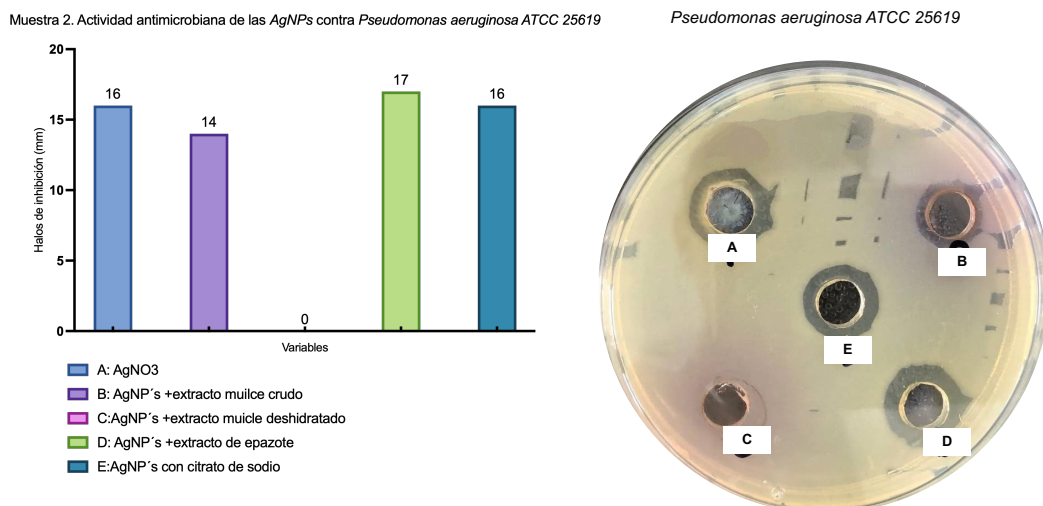 Muestra 2. Actividad antimicrobiana de las AgNPs contra Pseudomonas aeruginosa ATCC 25619
Pseudomonas aeruginosa ATCC 25619
Halos de inhibición (mm)
20
15
10
5
0
16
14
0
17
16
Variables
A: AgNO3
B: AgNP´s +extracto muilce crudo
C:AgNP´s +extracto muicle deshidratado
D: AgNP´s +extracto de epazote
E:AgNP´s con citrato de sodio
A
B
E
C
D